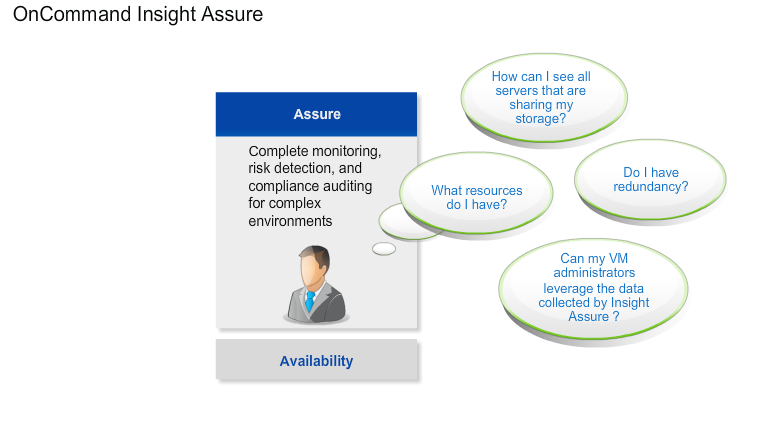 OnCommand Insight Assure
Assure
Complete monitoring,
risk detection, and
compliance auditing
for complex
environments
Availability
How can I see all
servers that are
sharing my
storage?
What resources
do I have?
Do I have
redundancy?
Can my VM
administrators
leverage the data
collected by Insight
Assure ?